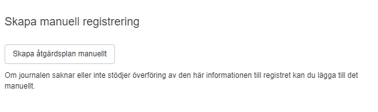 Skapa manuell registrering
Skapa åtgärdsplan manuellt
Om journalen saknar eller inte stödjer överföring av den här informationen till registret kan du lägga till det
manuellt.